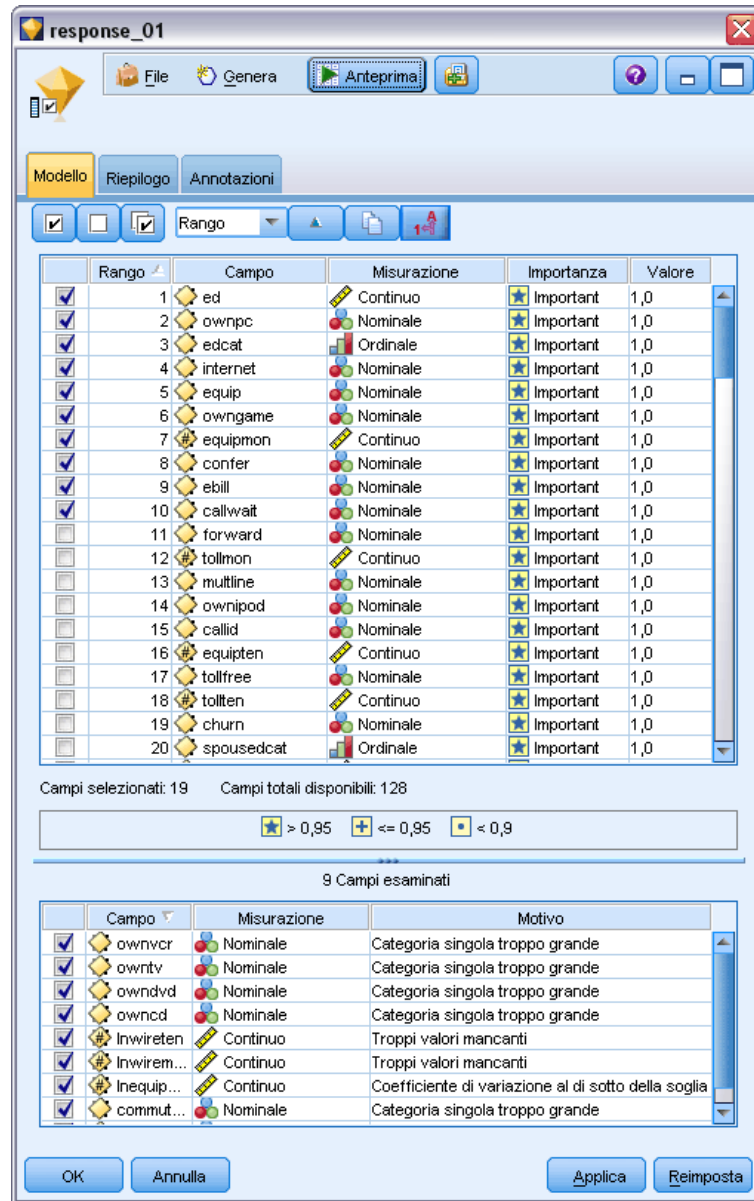 response_01
File Genera Anteprima
Modello Riepilogo Annotazioni
Rango
Rango Campo Misurazione Importanza Valore
1 ed Continuo Important 1,0
2 ownpc Nominale Important 1,0
3 edcat Ordinale Important 1,0
4 internet Nominale Important 1,0
5 equip Nominale Important 1,0
6 owngame Nominale Important 1,0
7 equipmon Continuo Important 1,0
8 confer Nominale Important 1,0
9 ebill Nominale Important 1,0
10 callwait Nominale Important 1,0
11 forward Nominale Important 1,0
12 tollmon Continuo Important 1,0
13 multline Nominale Important 1,0
14 ownipod Nominale Important 1,0
15 callid Nominale Important 1,0
16 equipten Continuo Important 1,0
17 tollfree Nominale Important 1,0
18 tollten Continuo Important 1,0
19 churn Nominale Important 1,0
20 spousedcat Ordinale Important 1,0
Campi selezionati: 19 Campi totali disponibili: 128
> 0,95 <= 0,95 < 0,9
9 Campi esaminati
Campo Misurazione Motivo
ownvcr Nominale Categoria singola troppo grande
owntv Nominale Categoria singola troppo grande
owndvd Nominale Categoria singola troppo grande
owncd Nominale Categoria singola troppo grande
lnwireten Continuo Troppi valori mancanti
lnwirem... Continuo Troppi valori mancanti
lnequip... Continuo Coefficiente di variazione al di sotto della soglia
commut... Nominale Categoria singola troppo grande
OK Annulla Applica Reimposta